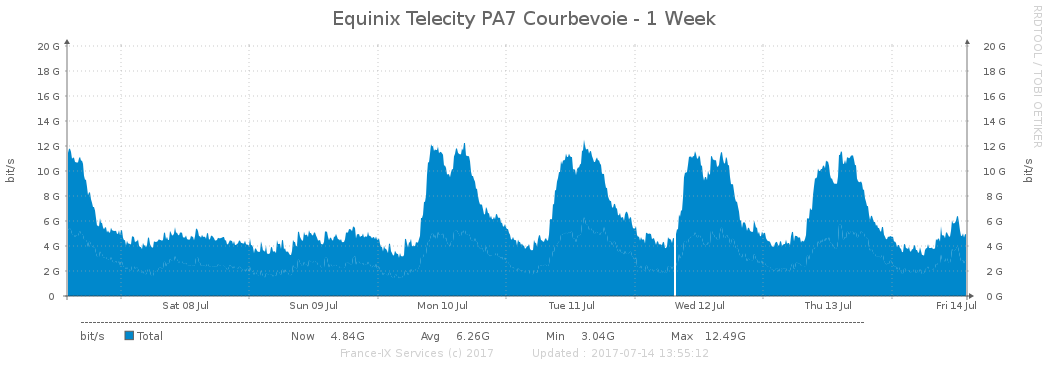 Equinix Telecity PA7 Courbevoie - 1 Week
RRDTOOL / TOBI OETIKER
20 G 20 G
18 G 18 G
16 G 16 G
14 G 14 G
12 G 12 G
10 G 10 G
8 G 8 G
6 G 6 G
4 G 4 G
2 G 2 G
0 0 G
bit/s
bit/s
Sat 08 Jul Sun 09 Jul Mon 10 Jul Tue 11 Jul Wed 12 Jul Thu 13 Jul Fri 14 Jul
bit/s Total Now 4.84G Avg 6.26G Min 3.04G Max 12.49G
France-IX Services (c) 2017 Updated : 2017-07-14 13:55:12